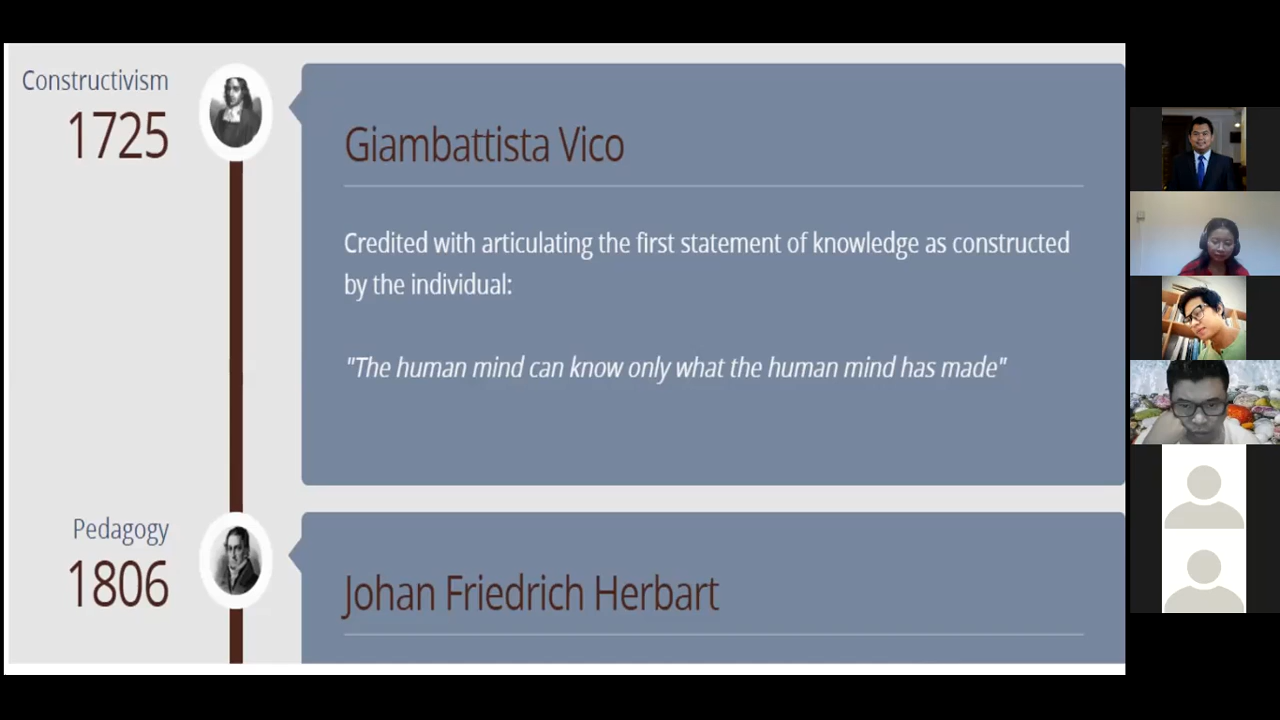 Constructivism
1725
Giambattista Vico
Credited with articulating the first statement of knowledge as constructed
by the individual:
"The human mind can know only what the human mind has made"
Pedagogy
1806
Johan Friedrich Herbart